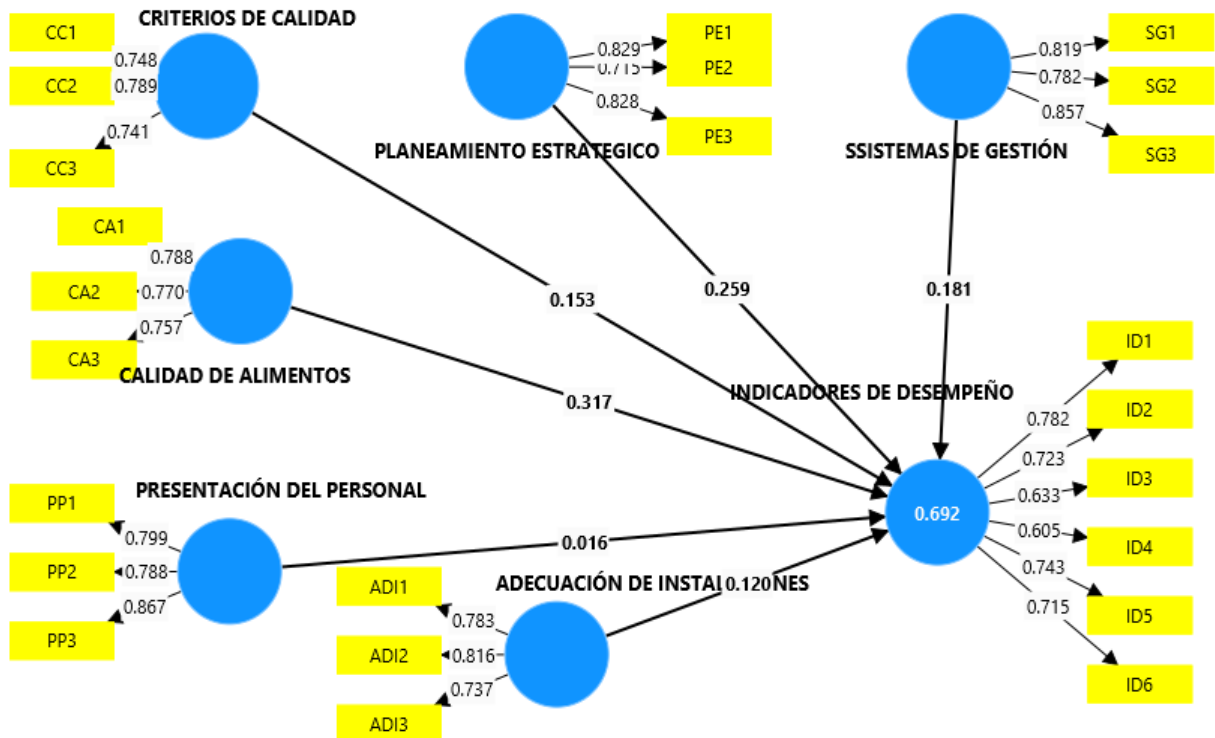 CRITERIOS DE CALIDAD
CC1
0.748
CC2
0.789
0.741
CC3
PE1
0.829
PE2
0.715
0.828
PE3
PLANEAMIENTO ESTRATEGICO
SG1
0.819
SG2
0.782
0.857
SG3
SSISTEMAS DE GESTIÓN
CA1
0.788
CA2
0.770
0.757
CA3
CALIDAD DE ALIMENTOS
0.153
0.259
0.181
0.317
INDICADORES DE DESEMPEÑO
ID1
0.782
ID2
0.723
ID3
0.633
0.692
0.605
ID4
0.743
ID5
0.715
ID6
PRESENTACIÓN DEL PERSONAL
PP1
0.799
PP2
0.788
0.867
PP3
0.016
ADECUACIÓN DE
0.120
ADI1
0.783
ADI2
0.816
0.737
ADI3